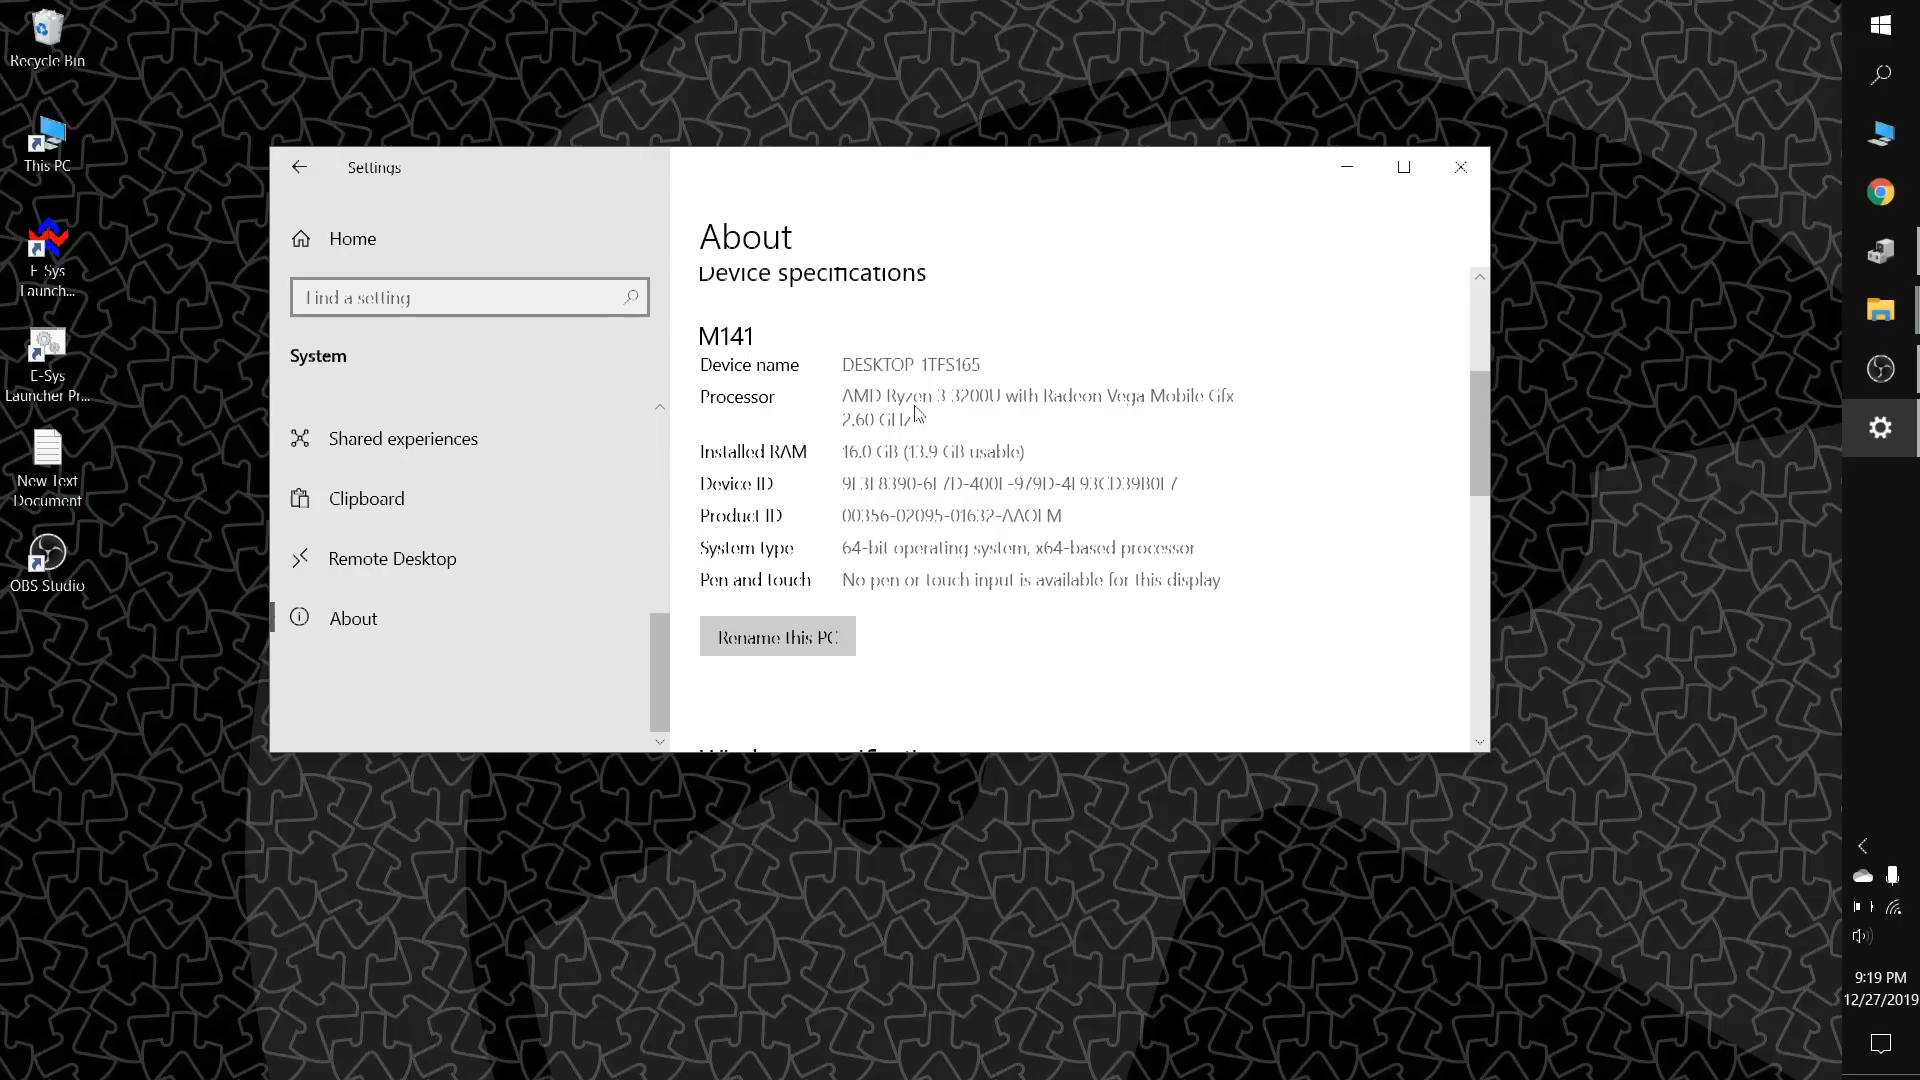 Recycle Bin
This PC
E-Sys
Launch...
E-Sys
Launcher Pr...
New Text
Document
OBS Studio
Settings
Home
Find a setting
System
Shared experiences
Clipboard
Remote Desktop
About
About
Device specifications
M141
Device name DESKTOP-1TFS165
Processor AMD Ryzen 3 3200U with Radeon Vega Mobile Gfx
2.60 GHz
Installed RAM 16.0 GB (13.9 GB usable)
Device ID
Product ID
System type 64-bit operating system, x64-based processor
Pen and touch No pen or touch input is available for this display
Rename this PC
9:19 PM
12/27/2019